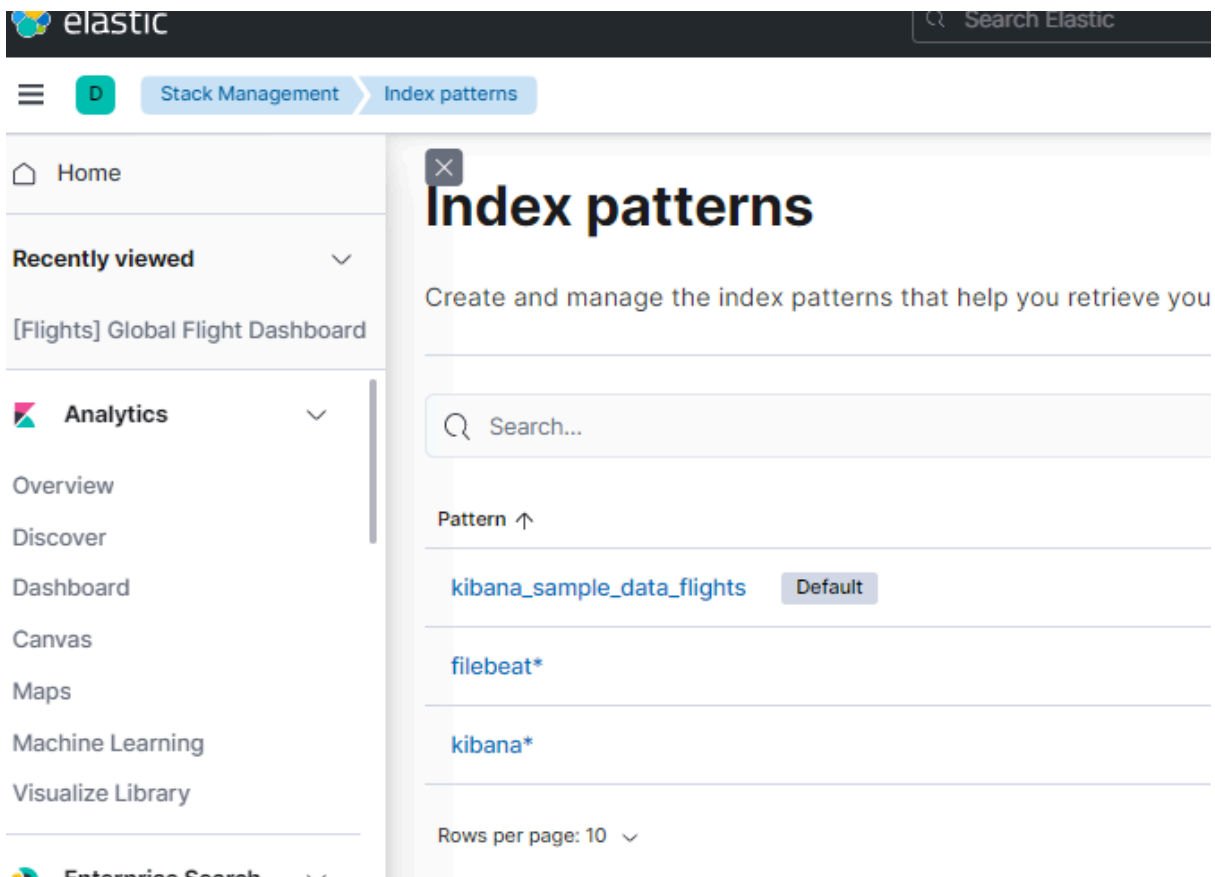 elastic
Search Elastic
D
Stack Management
Index patterns
Home
Recently viewed
[Flights] Global Flight Dashboard
Analytics
Overview
Discover
Dashboard
Canvas
Maps
Machine Learning
Visualize Library
Enterprise Search
Index patterns
Create and manage the index patterns that help you retrieve you
Search...
Pattern ↑
kibana_sample_data_flights Default
filebeat*
kibana*
Rows per page: 10